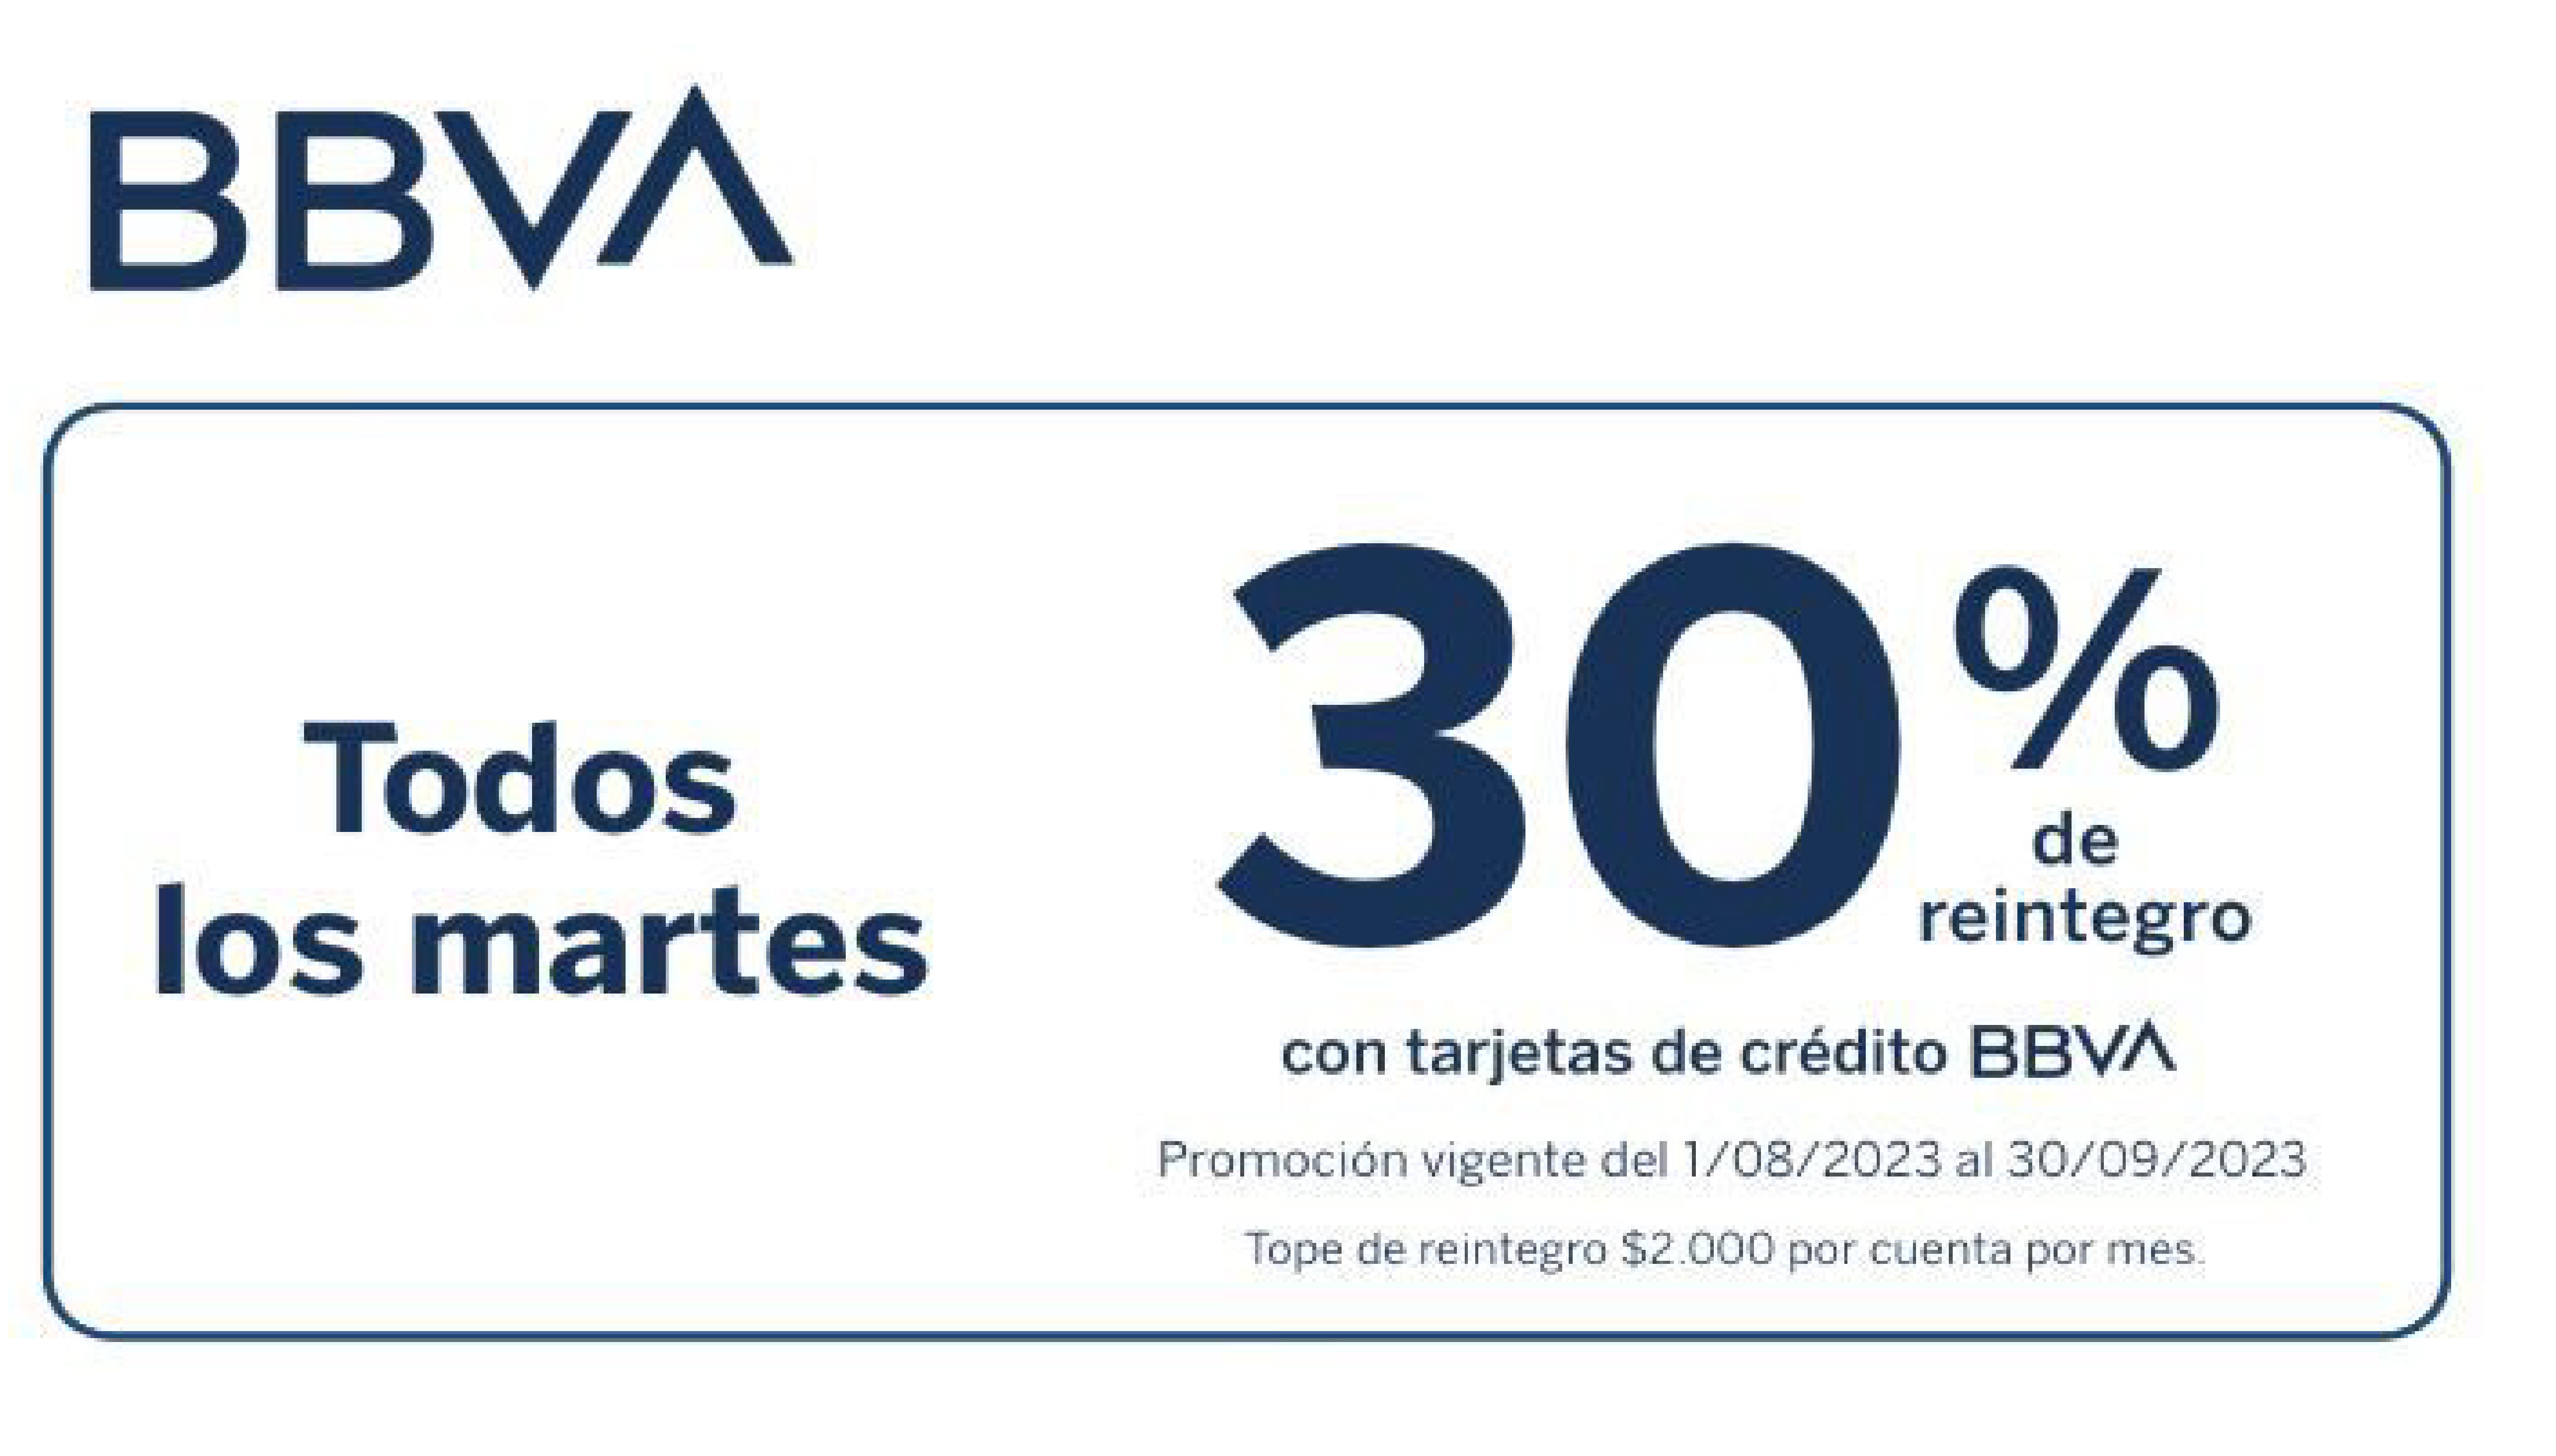 BBVA
Todos
los martes
30%
de
reintegro
con tarjetas de crédito BBVA
Promoción vigente del 1/08/2023 al 30/09/2023
Tope de reintegro $2.000 por cuenta por mes.